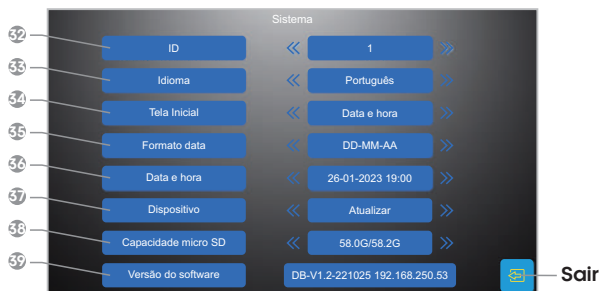 Sistema
32 ID 1
33 Idioma Português
34 Tela Inicial Data e hora
35 Formato data DD-MM-AA
36 Data e hora 26-01-2023 19:00
37 Dispositivo Atualizar
38 Capacidade micro SD 58.0G/58.2G
39 Versão do software DB-V1.2-221025 192.168.250.53
Sair